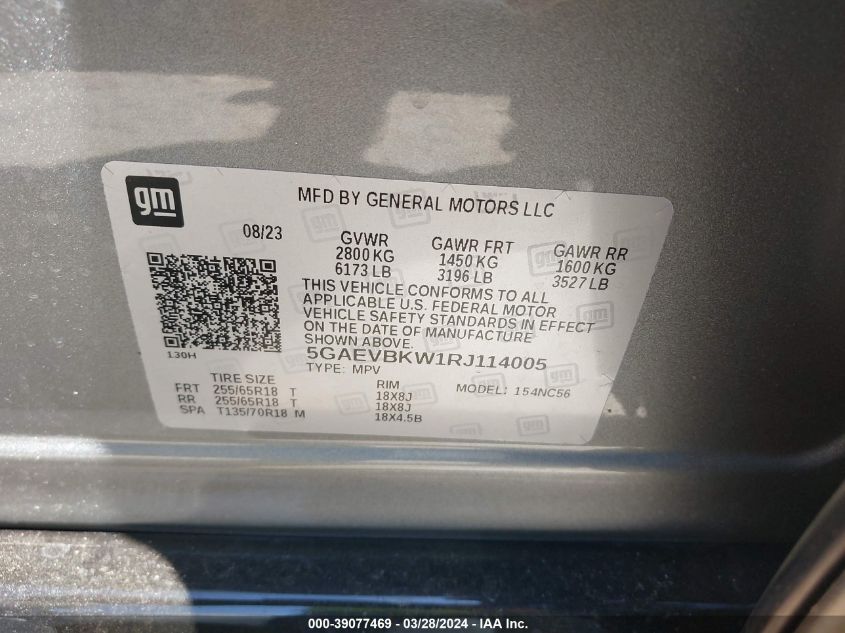 gm
MFD BY GENERAL MOTORS LLC
08/23
GVWR
2800 KG
6173 LB
GAWR FRT
1450 KG
3196 LB
GAWR RR
1600 KG
3527 LB
THIS VEHICLE CONFORMS TO ALL
APPLICABLE U.S. FEDERAL MOTOR
VEHICLE SAFETY STANDARDS IN EFFECT
ON THE DATE OF MANUFACTURE
SHOWN ABOVE.
130H
5GAEVBKW1RJ114005
TYPE: MPV
MODEL: 154NC56
TIRE SIZE RIM
FRT 255/65R18 T 18X8J
RR 255/65R18 T 18X8J
SPA T135/70R18 M 18X4.5B
000-39077469 - 03/28/2024 - IAA Inc.